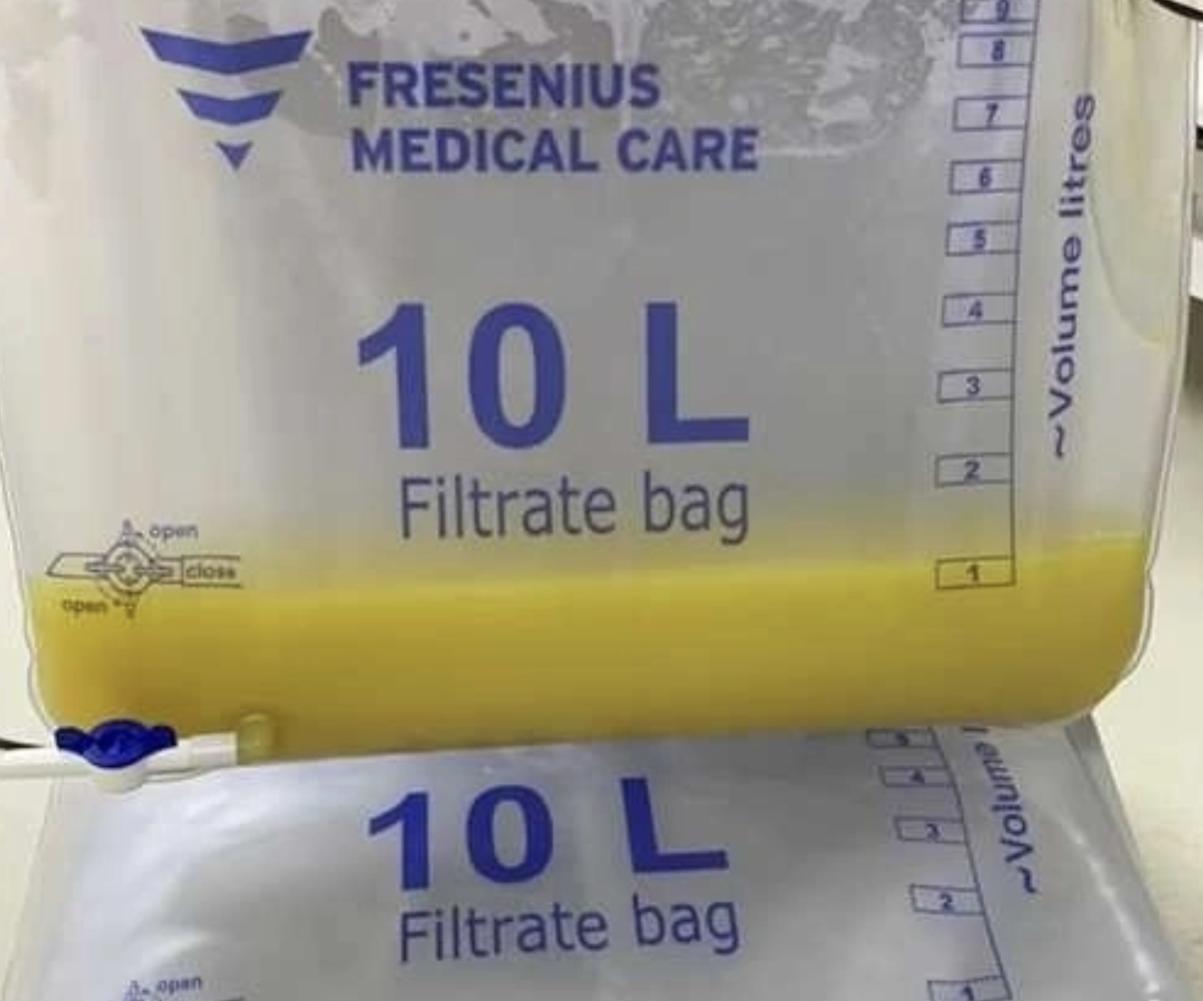 FRESENIUS
MEDICAL CARE
9
8
7
6
5
4
3
2
1
~Volume litres
10 L
Filtrate bag
open
close
open
10 L
Filtrate bag
5
4
3
2
1
~Volume l
open